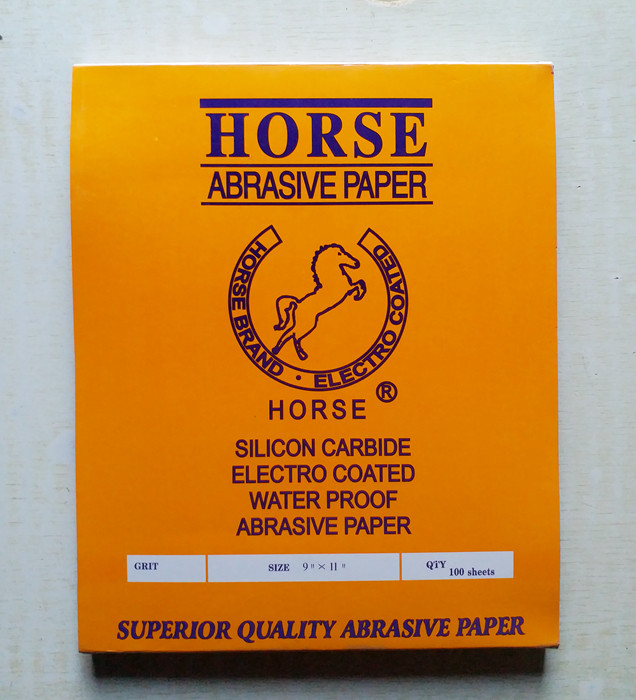 HORSE
ABRASIVE PAPER
HORSE BRAND · ELECTRO COATED
HORSE ®
SILICON CARBIDE
ELECTRO COATED
WATER PROOF
ABRASIVE PAPER
GRIT SIZE 9" × 11" QTY 100 sheets
SUPERIOR QUALITY ABRASIVE PAPER